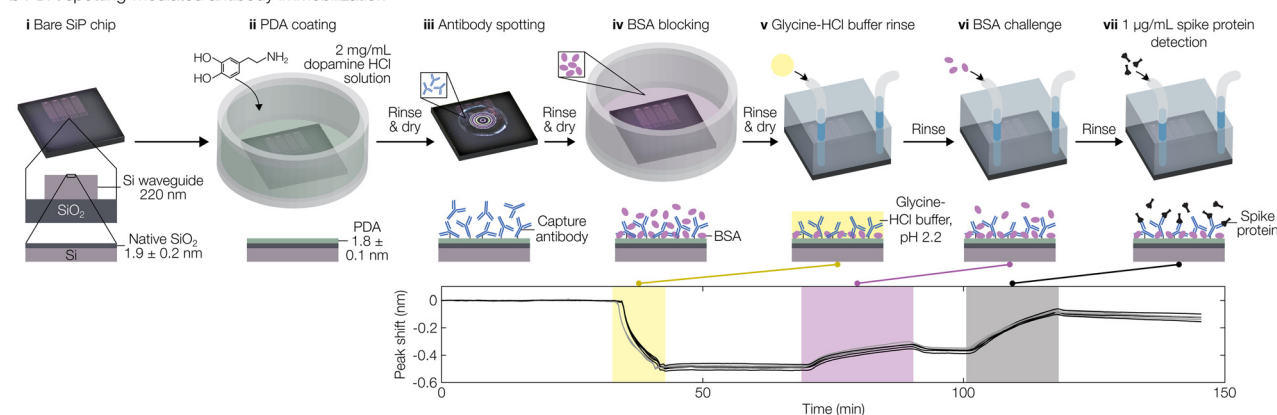 i Bare SiP chip
ii PDA coating
iii Antibody spotting
iv BSA blocking
v Glycine-HCl buffer rinse
vi BSA challenge
vii 1 µg/mL spike protein
detection
HO
HO
NH2
2 mg/mL
dopamine HCl
solution
Rinse
& dry
Rinse
& dry
Rinse
& dry
Rinse
Rinse
Si waveguide
220 nm
SiO2
Native SiO2
1.9 ± 0.2 nm
Si
PDA
1.8 ±
0.1 nm
Capture
antibody
BSA
Glycine-
HCl buffer,
pH 2.2
Spike
protein
Peak shift (nm)
0
-0.2
-0.4
-0.6
0
50
100
150
Time (min)